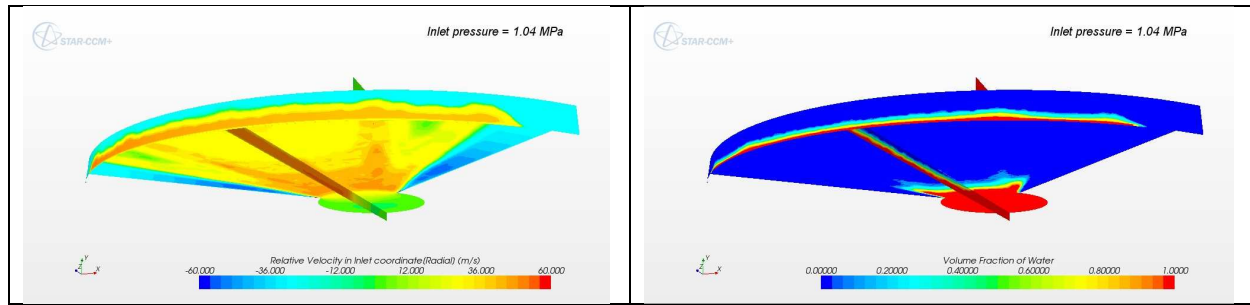 STAR-CCM+
Inlet pressure = 1.04 MPa
Y
Z X
Relative Velocity in Inlet coordinate(Radial) (m/s)
-60.000 -36.000 -12.000 12.000 36.000 60.000
STAR-CCM+
Inlet pressure = 1.04 MPa
Y
Z X
Volume Fraction of Water
0.00000 0.20000 0.40000 0.60000 0.80000 1.0000